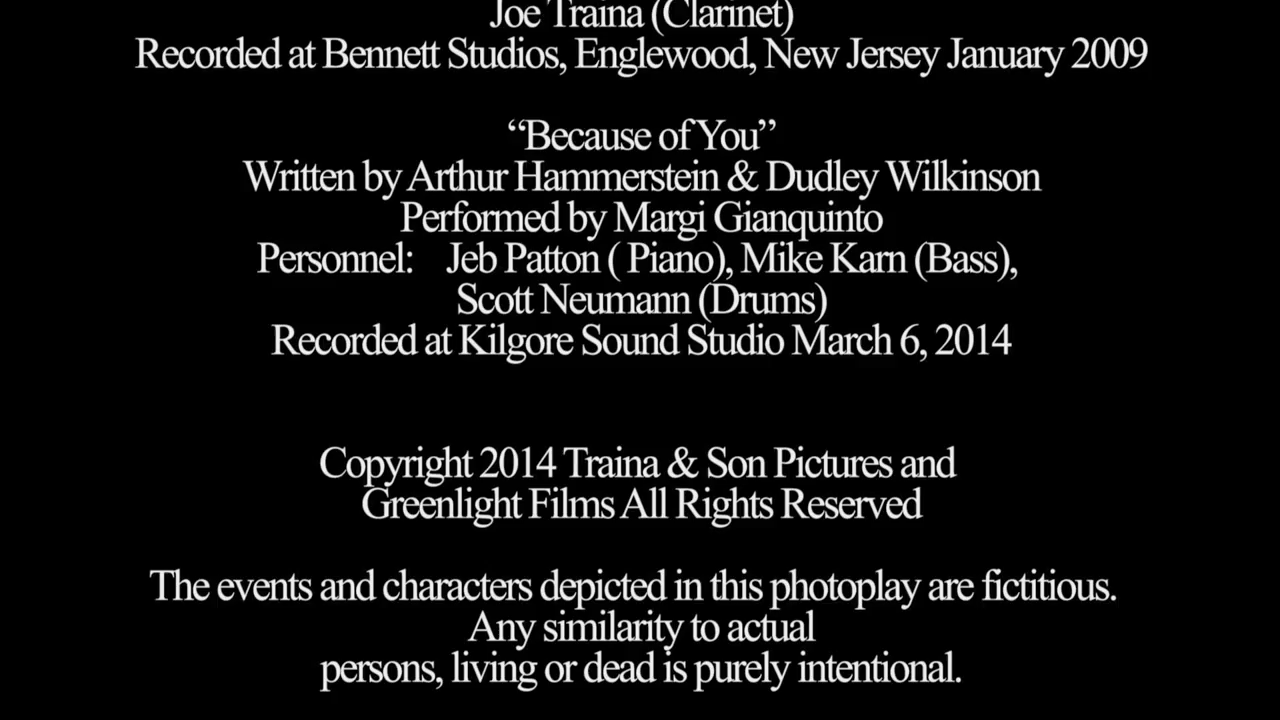 Joe Traina (Clarinet)
Recorded at Bennett Studios, Englewood, New Jersey January 2009
“Because of You”
Written by Arthur Hammerstein & Dudley Wilkinson
Performed by Margi Gianquinto
Personnel: Jeb Patton ( Piano), Mike Karn (Bass),
Scott Neumann (Drums)
Recorded at Kilgore Sound Studio March 6, 2014
Copyright 2014 Traina & Son Pictures and
Greenlight Films All Rights Reserved
The events and characters depicted in this photoplay are fictitious.
Any similarity to actual
persons, living or dead is purely intentional.